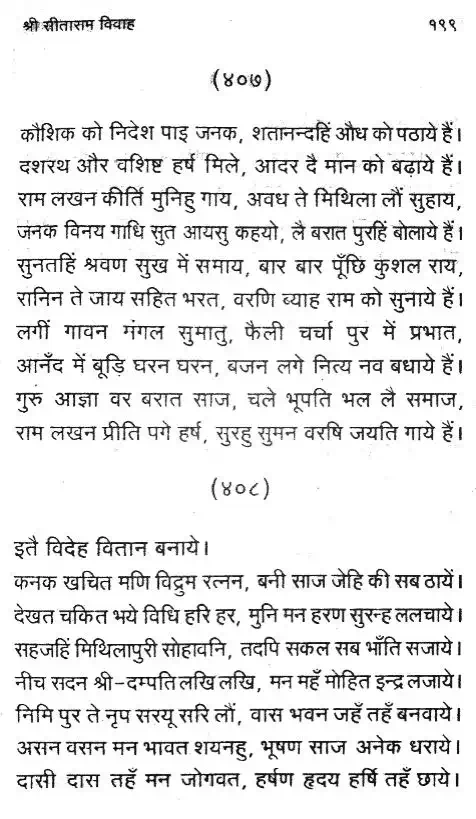 श्री सीताराम विवाह १९९
(४०७)
कौशिक को निदेश पाइ जनक, शतानन्दहिं औध को पठाये हैं।
दशरथ और वशिष्ट हर्ष मिले, आदर दै मान को बढ़ाये हैं।
राम लखन कीर्ति मुनिहु गाय, अवध ते मिथिला लौं सुहाय,
जनक विनय गाधि सुत आयसु कहयो, लै बरात पुरहिं बोलाये हैं।
सुनतहिं श्रवण सुख में समाय, बार बार पूँछि कुशल राय,
रानिन ते जाय सहित भरत, वरणि ब्याह राम को सुनाये हैं।
लगीं गावन मंगल सुमातु, फैली चर्चा पुर में प्रभात,
आनँद में बूड़ि घरन घरन, बजन लगे नित्य नव बधाये हैं।
गुरु आज्ञा वर बरात साज, चले भूपति भल लै समाज,
राम लखन प्रीति पगे हर्ष, सुरहु सुमन वरषि जयति गाये हैं।
(४०८)
इतै विदेह वितान बनाये।
कनक खचित मणि विद्रुम रत्नन, बनी साज जेहि की सब ठायें।
देखत चकित भये विधि हरि हर, मुनि मन हरण सुरन्ह ललचाये।
सहजहिं मिथिलापुरी सोहावनि, तदपि सकल सब भाँति सजाये।
नीच सदन श्री-दम्पति लखि लखि, मन महँ मोहित इन्द्र लजाये।
निमि पुर ते नृप सरयू सरि लौं, वास भवन जहँ तहँ बनवाये।
असन वसन मन भावत शयनहु, भूषण साज अनेक धराये।
दासी दास तहँ मन जोगवत, हर्षण हृदय हर्षि तहँ छाये।